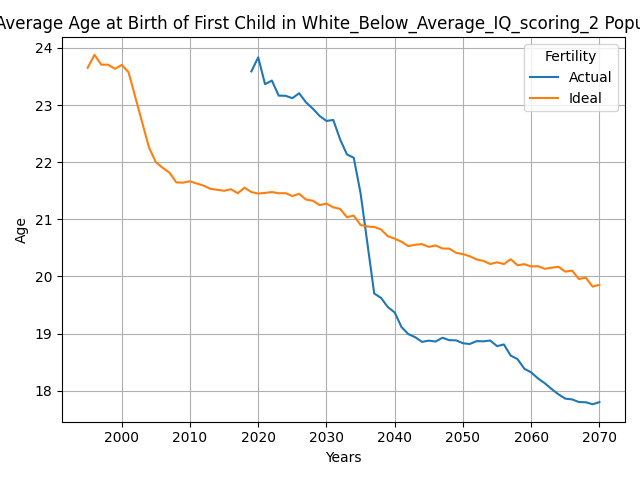 Average Age at Birth of First Child in White_Below_Average_IQ_scoring_2
Fertility
Actual
Ideal
24
23
22
21
20
19
18
Age
2000
2010
2020
2030
2040
2050
2060
2070
Years